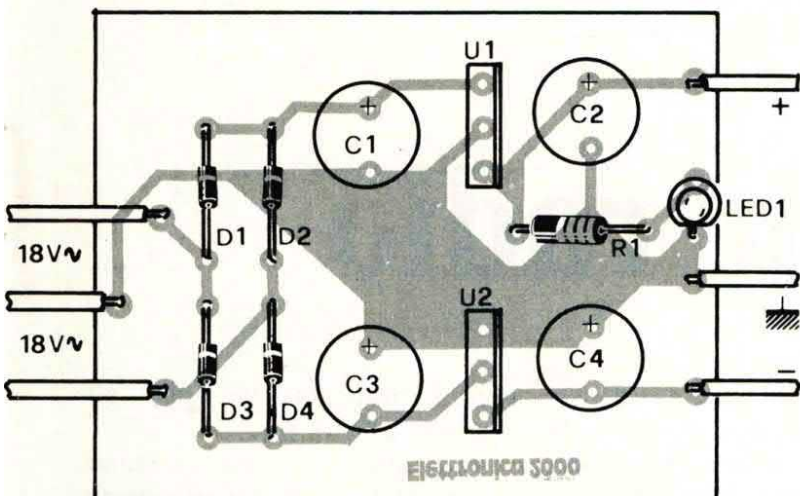 U1
+
C1
+
C2
+
LED1
18V~
D1
D2
R1
U2
18V~
+
C3
+
C4
−
D3
D4
Elettronica 2000